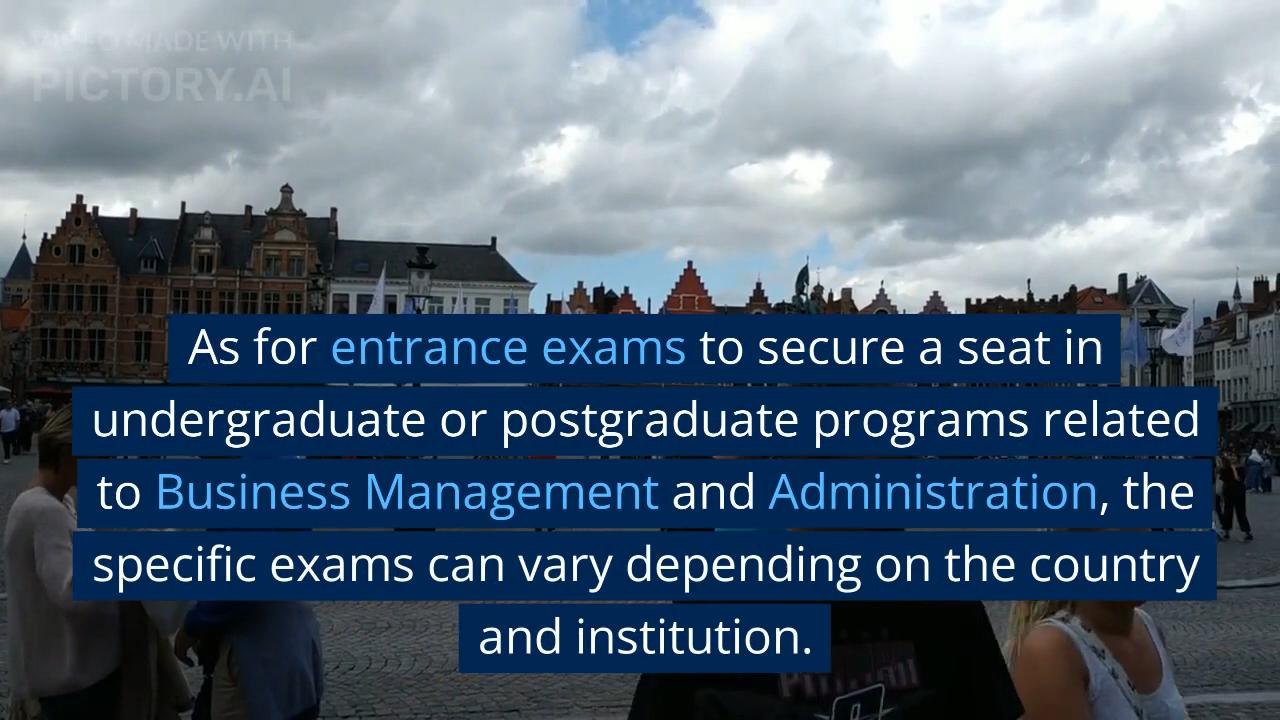 VIDEO MADE WITH
PICTORY.AI
As for entrance exams to secure a seat in
undergraduate or postgraduate programs related
to Business Management and Administration, the
specific exams can vary depending on the country
and institution.